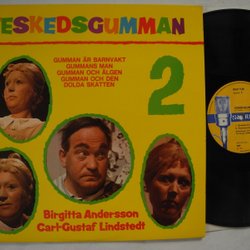 TESKEDSGUMMAN
GUMMAN ÄR BARNVAKT
GUMMANS MAN
GUMMAN OCH ÄLGEN
GUMMAN OCH DEN
DOLDA SKATTEN
2
Birgitta Andersson
Carl-Gustaf Lindstedt